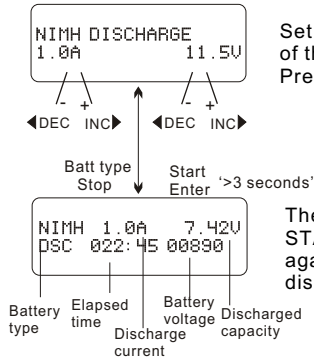 NIMH DISCHARGE
1.0A 11.5V
Set
of th
Pre
- + - +
◀DEC INC▶ ◀DEC INC▶
Batt type
Stop
Start
Enter '>3 seconds'
NIMH 1.0A 7.42V
DSC 022:45 00890
The
STA
aga
dis
Battery
type
Elapsed
time
Discharge
current
Battery
voltage
Discharged
capacity